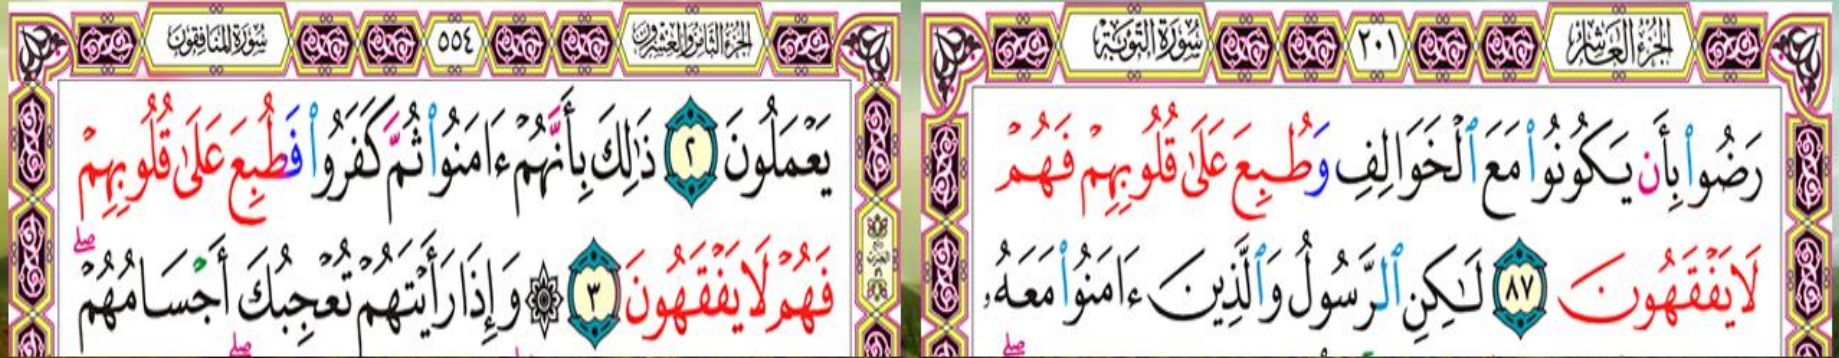 الجزء العاشر ٢٠١ سورة التوبة
رَضُوا۟ بِأَن يَكُونُوا۟ مَعَ ٱلْخَوَالِفِ وَطُبِعَ عَلَىٰ قُلُوبِهِمْ فَهُمْ
لَا يَفْقَهُونَ ٨٧ لَـٰكِنِ ٱلرَّسُولُ وَٱلَّذِينَ ءَامَنُوا۟ مَعَهُۥ
الجزء الثامن والعشرون ٥٥٤ سورة المنافقون
يَعْمَلُونَ ٢ ذَٰلِكَ بِأَنَّهُمْ ءَامَنُوا۟ ثُمَّ كَفَرُوا۟ فَطُبِعَ عَلَىٰ قُلُوبِهِمْ
فَهُمْ لَا يَفْقَهُونَ ٣ ۞ وَإِذَا رَأَيْتَهُمْ تُعْجِبُكَ أَجْسَامُهُمْ ۖ